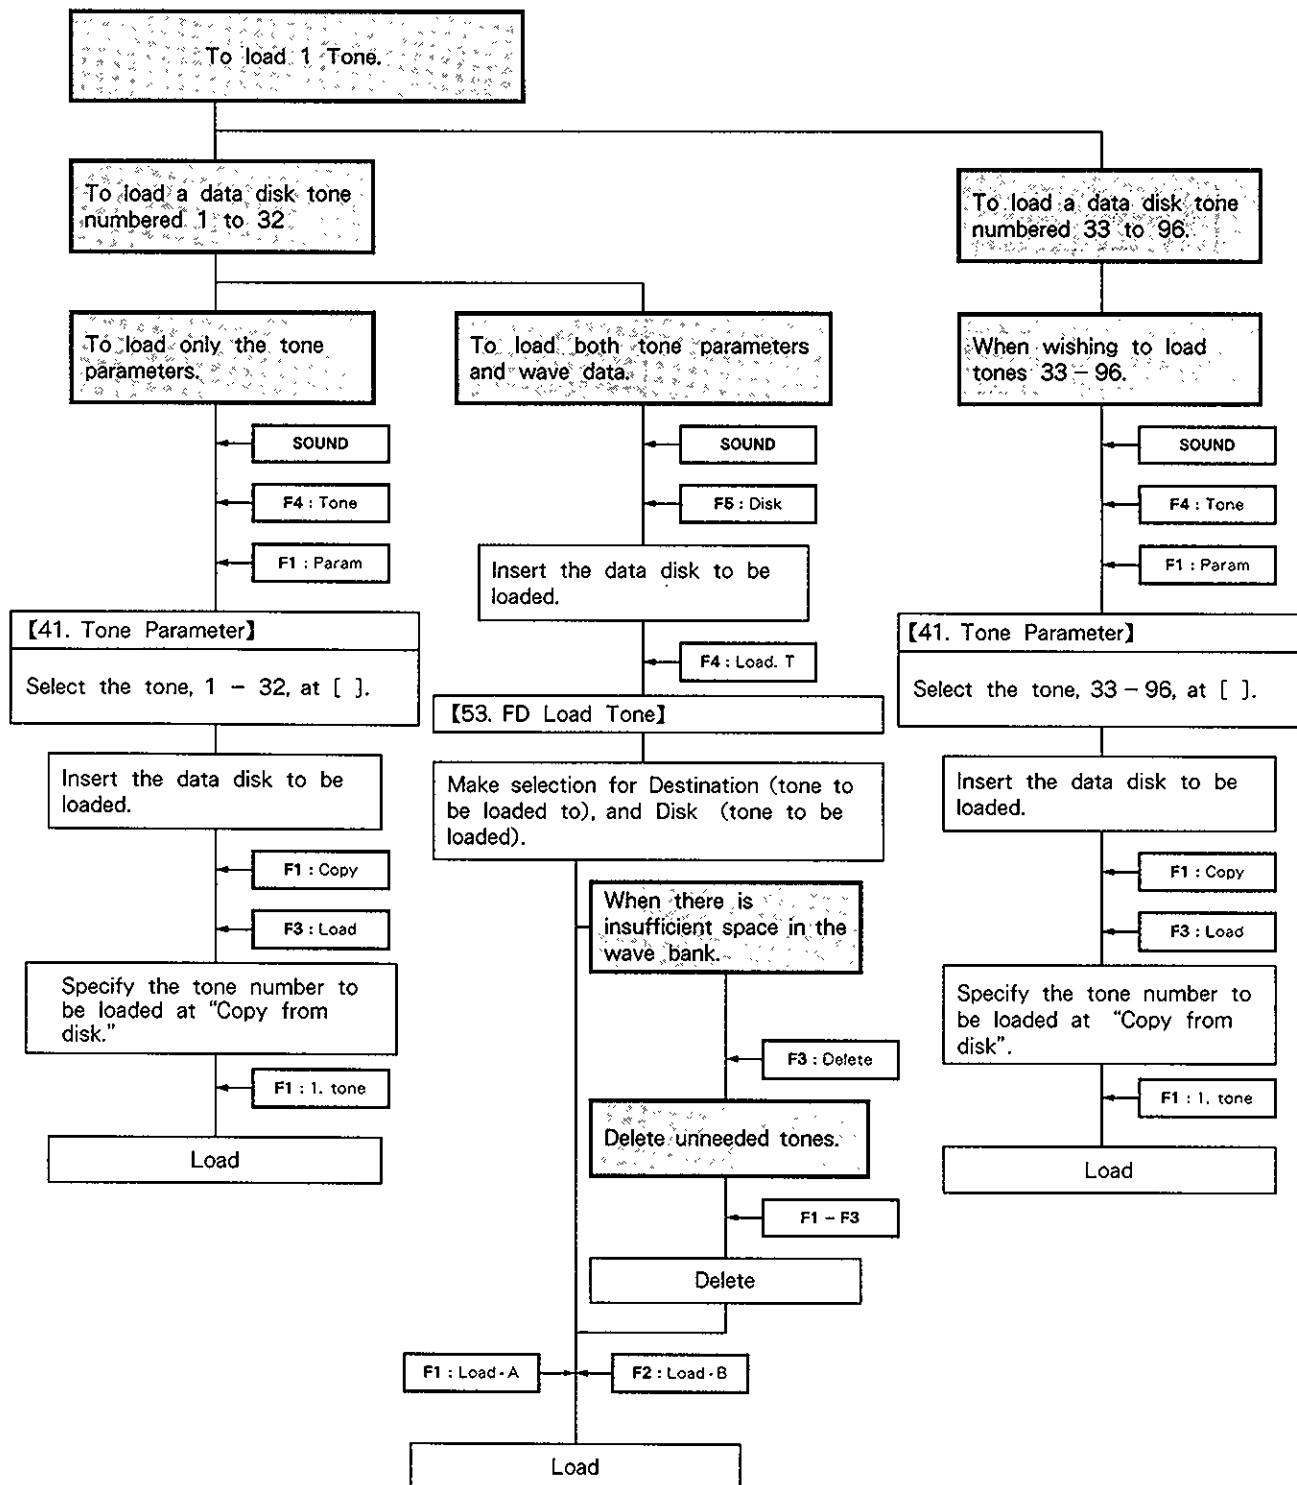 To load 1 Tone.
To load a data disk tone
numbered 1 to 32
To load a data disk tone
numbered 33 to 96.
To load only the tone
parameters.
To load both tone parameters
and wave data.
When wishing to load
tones 33 – 96.
SOUND
F4 : Tone
F1 : Param
【41. Tone Parameter】
Select the tone, 1 – 32, at [ ].
Insert the data disk to be
loaded.
F1 : Copy
F3 : Load
Specify the tone number to
be loaded at “Copy from
disk.”
F1 : 1. tone
Load
SOUND
F5 : Disk
Insert the data disk to be
loaded.
F4 : Load. T
【53. FD Load Tone】
Make selection for Destination (tone to
be loaded to), and Disk (tone to be
loaded).
When there is
insufficient space in the
wave bank.
F3 : Delete
Delete unneeded tones.
F1 – F3
Delete
F1 : Load - A
F2 : Load - B
Load
SOUND
F4 : Tone
F1 : Param
【41. Tone Parameter】
Select the tone, 33 – 96, at [ ].
Insert the data disk to be
loaded.
F1 : Copy
F3 : Load
Specify the tone number to
be loaded at “Copy from
disk”.
F1 : 1. tone
Load